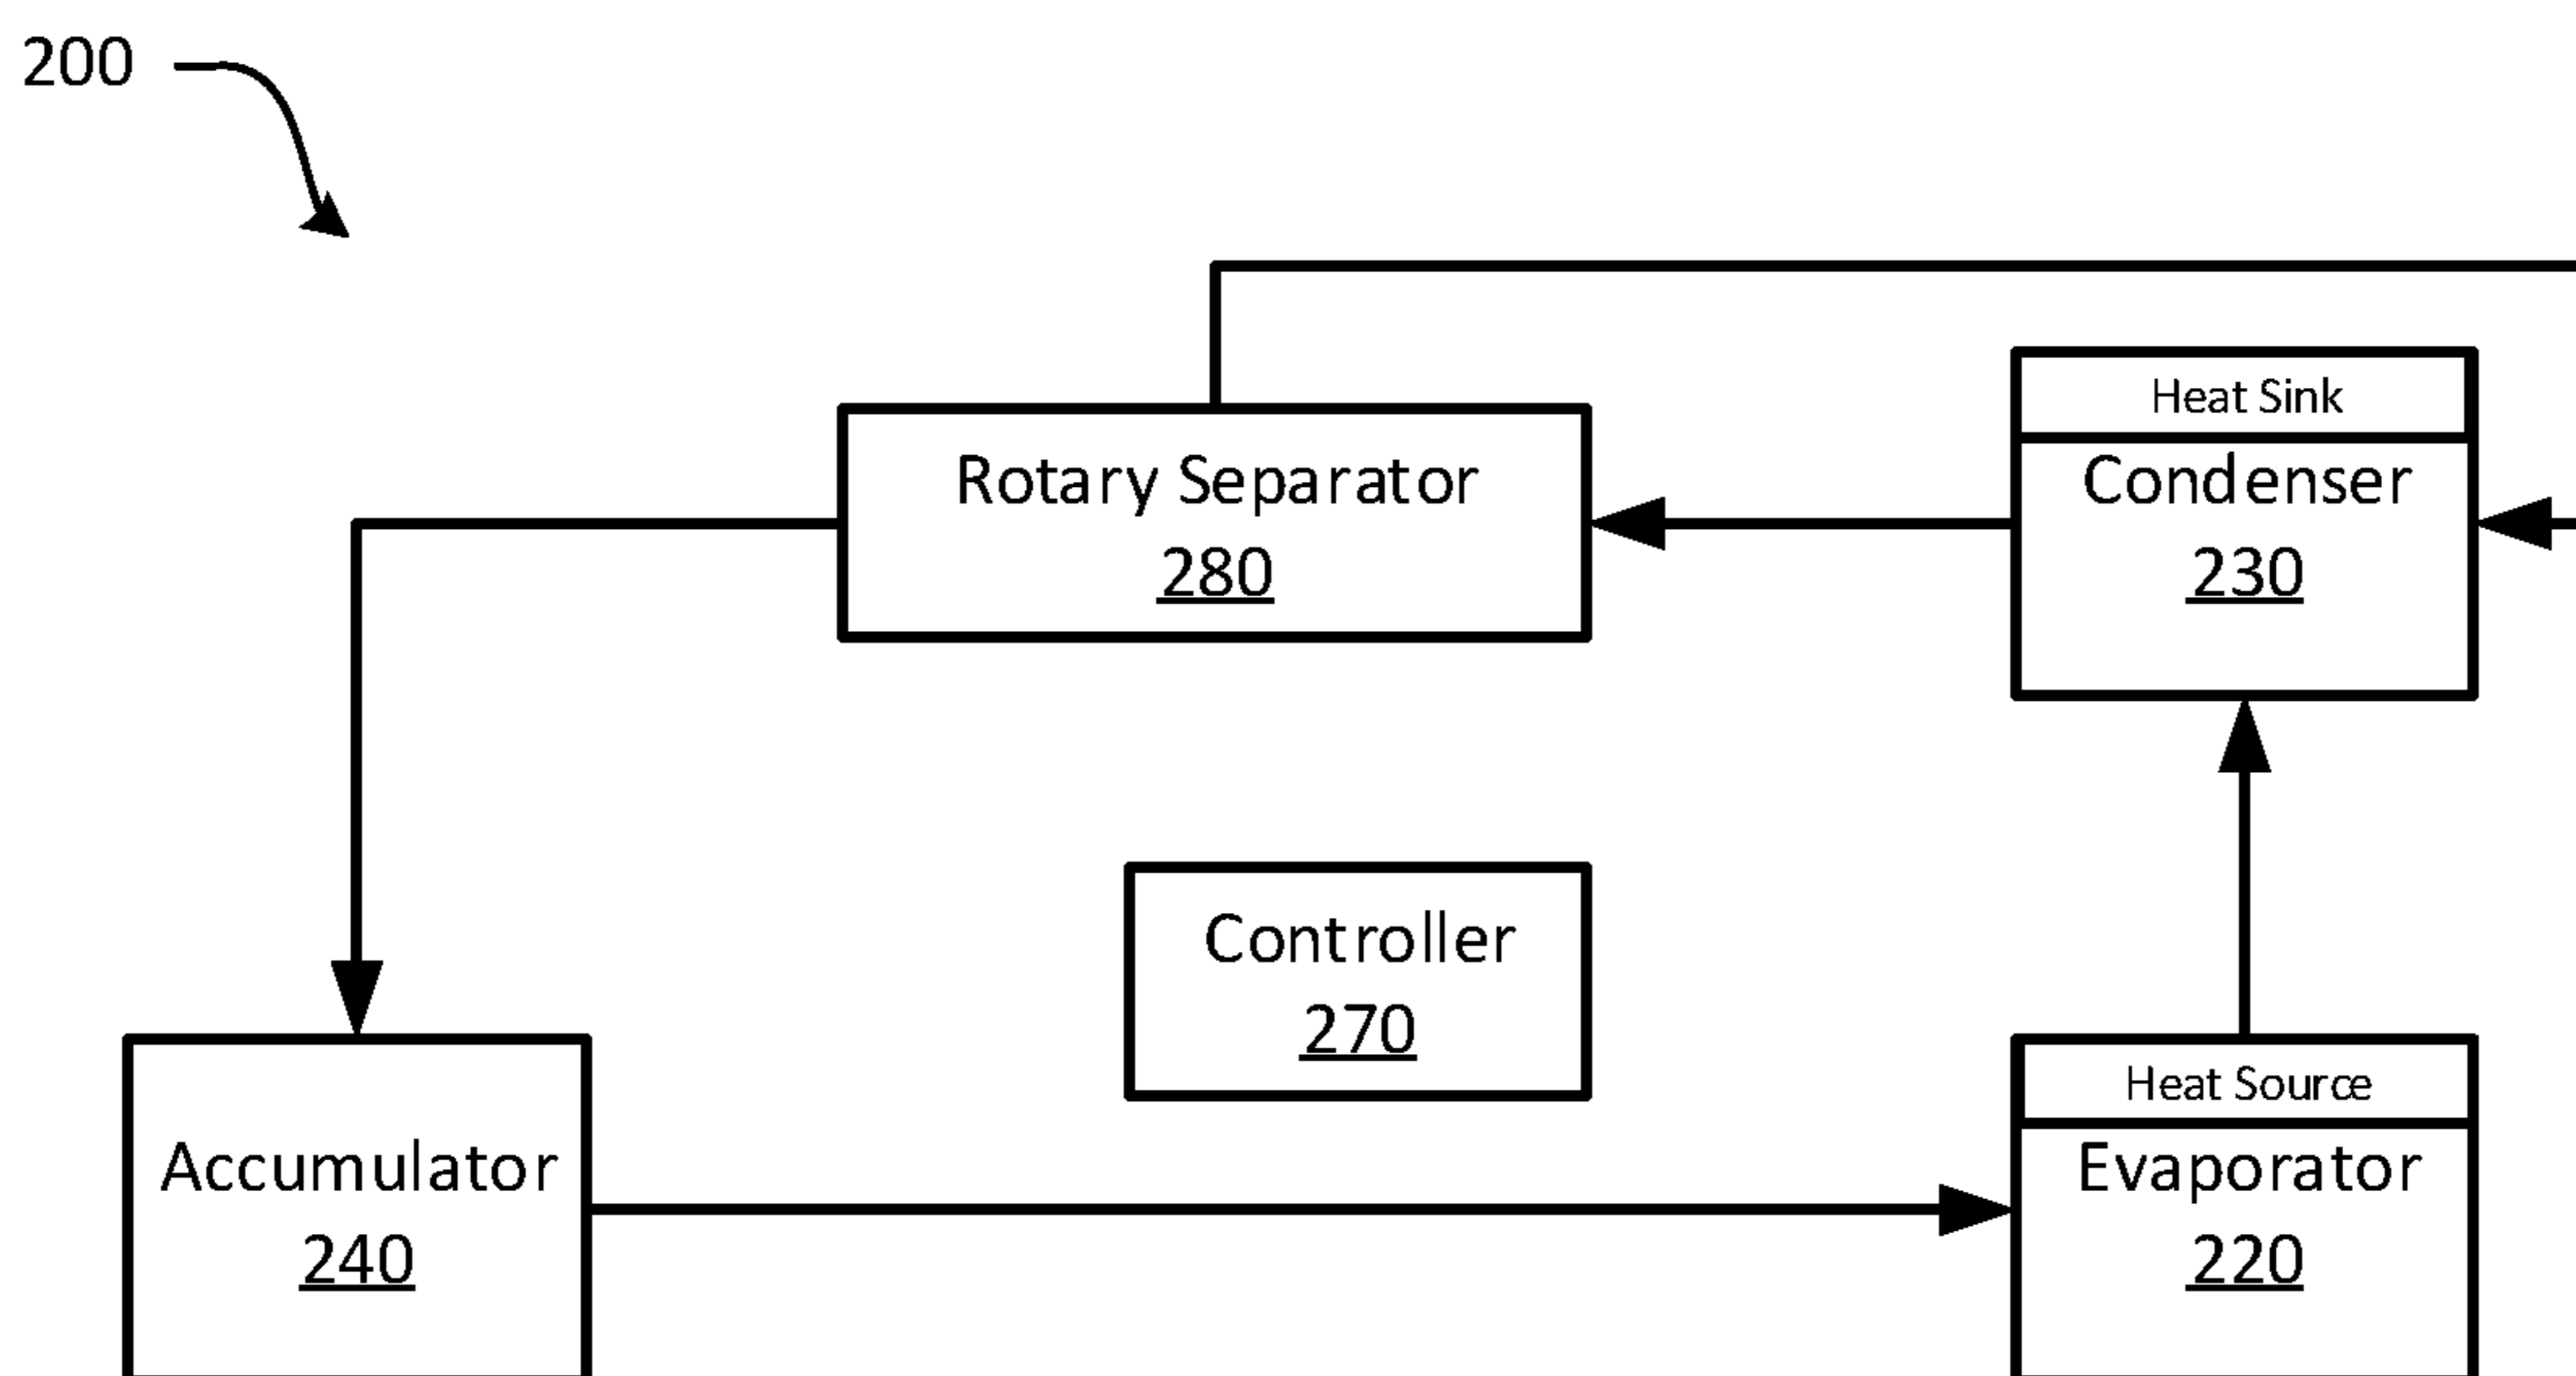 200
Heat Sink
Condenser
230
Rotary Separator
280
Controller
270
Accumulator
240
Heat Source
Evaporator
220